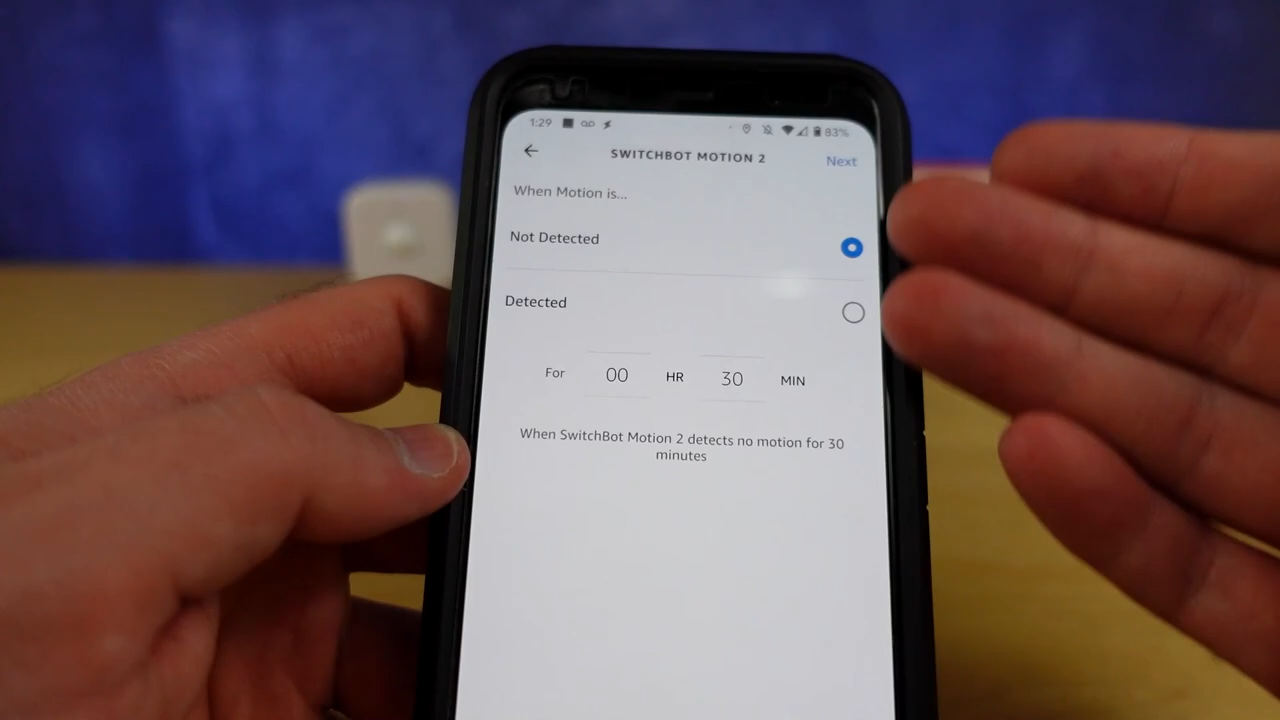 1:29 83%
SWITCHBOT MOTION 2 Next
When Motion is...
Not Detected
Detected
For 00 HR 30 MIN
When SwitchBot Motion 2 detects no motion for 30
minutes